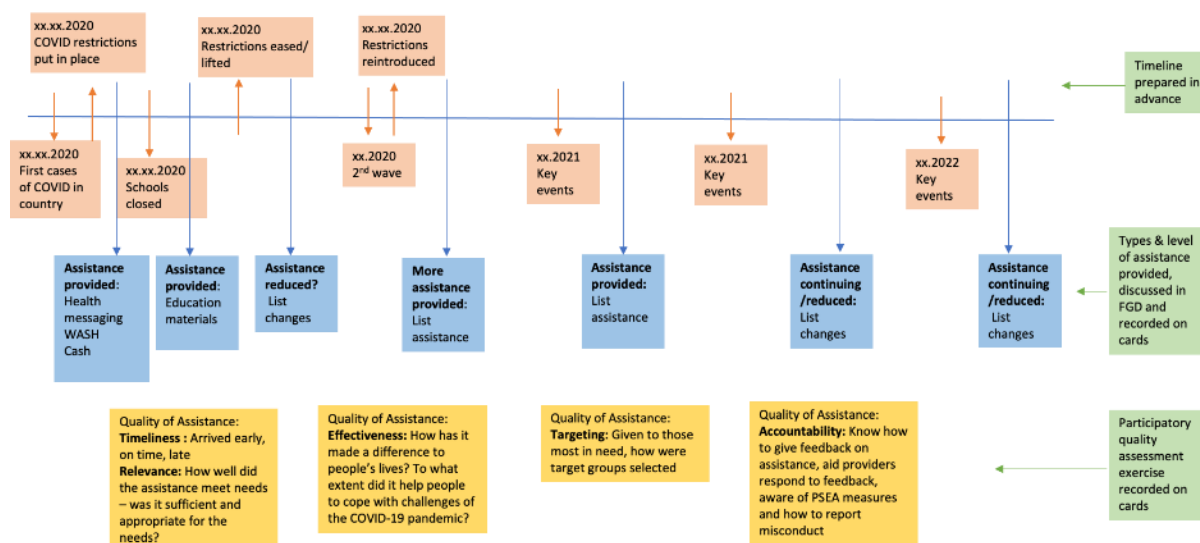 xx.xx.2020
COVID restrictions
put in place
xx.xx.2020
Restrictions eased/
lifted
xx.xx.2020
Restrictions
reintroduced
Timeline
prepared in
advance
xx.xx.2020
First cases
of COVID in
country
xx.xx.2020
Schools
closed
xx.2020
2nd wave
xx.2021
Key
events
xx.2021
Key
events
xx.2022
Key
events
Assistance
provided:
Health
messaging
WASH
Cash
Assistance
provided:
Education
materials
Assistance
reduced?
List
changes
More
assistance
provided:
List
assistance
Assistance
provided:
List
assistance
Assistance
continuing
/reduced:
List
changes
Assistance
continuing
/reduced:
List
changes
Types & level
of assistance
provided,
discussed in
FGD and
recorded on
cards
Quality of Assistance:
Timeliness : Arrived early,
on time, late
Relevance: How well did
the assistance meet needs
– was it sufficient and
appropriate for the
needs?
Quality of Assistance:
Effectiveness: How has it
made a difference to
people's lives? To what
extent did it help people
to cope with challenges of
the COVID-19 pandemic?
Quality of Assistance:
Targeting: Given to those
most in need, how were
target groups selected
Quality of Assistance:
Accountability: Know how
to give feedback on
assistance, aid providers
respond to feedback,
aware of PSEA measures
and how to report
misconduct
Participatory
quality
assessment
exercise
recorded on
cards